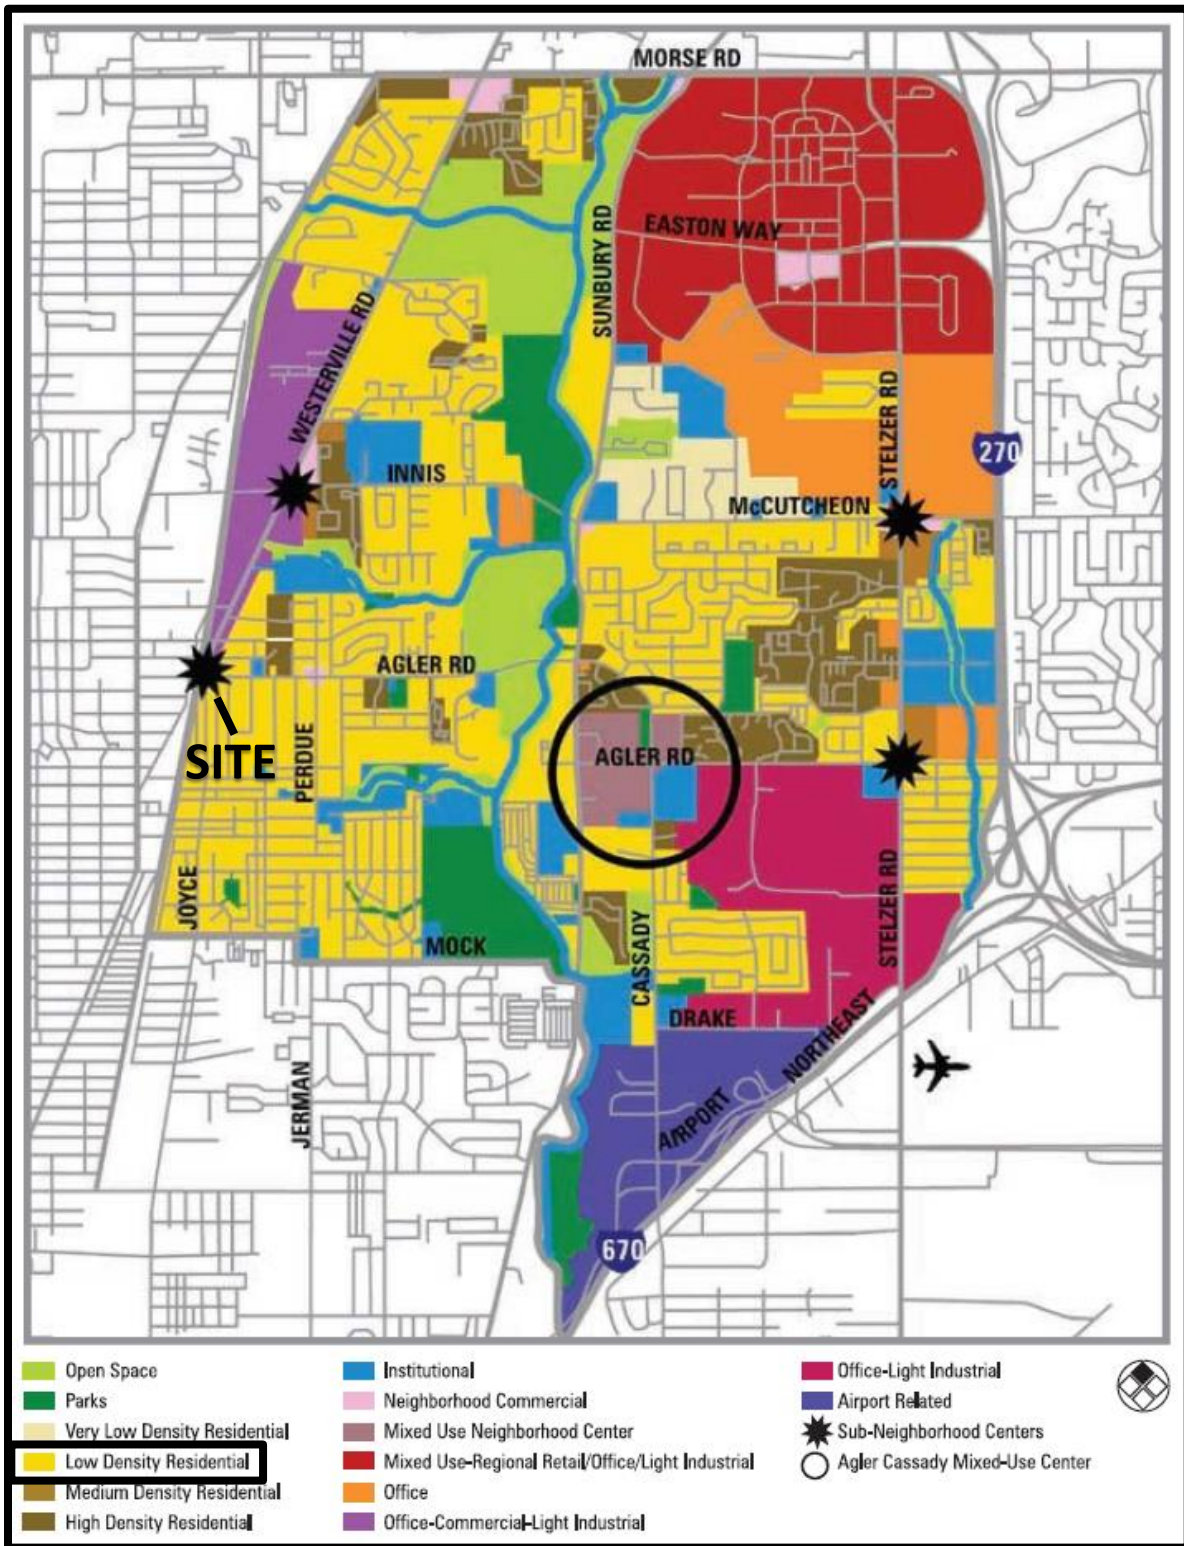 MORSE RD
EASTON WAY
SUNBURY RD
WESTERVILLE RD
STELZER RD
270
INNIS
McCUTCHEON
AGLER RD
SITE
PERDUE
AGLER RD
JOYCE
STELZER RD
MOCK
CASSADY
DRAKE
NORTHEAST
AIRPORT
JERMAN
670
Open Space
Parks
Very Low Density Residential
Low Density Residential
Medium Density Residential
High Density Residential
Institutional
Neighborhood Commercial
Mixed Use Neighborhood Center
Mixed Use-Regional Retail/Office/Light Industrial
Office
Office-Commercial-Light Industrial
Office-Light Industrial
Airport Related
Sub-Neighborhood Centers
Agler Cassady Mixed-Use Center